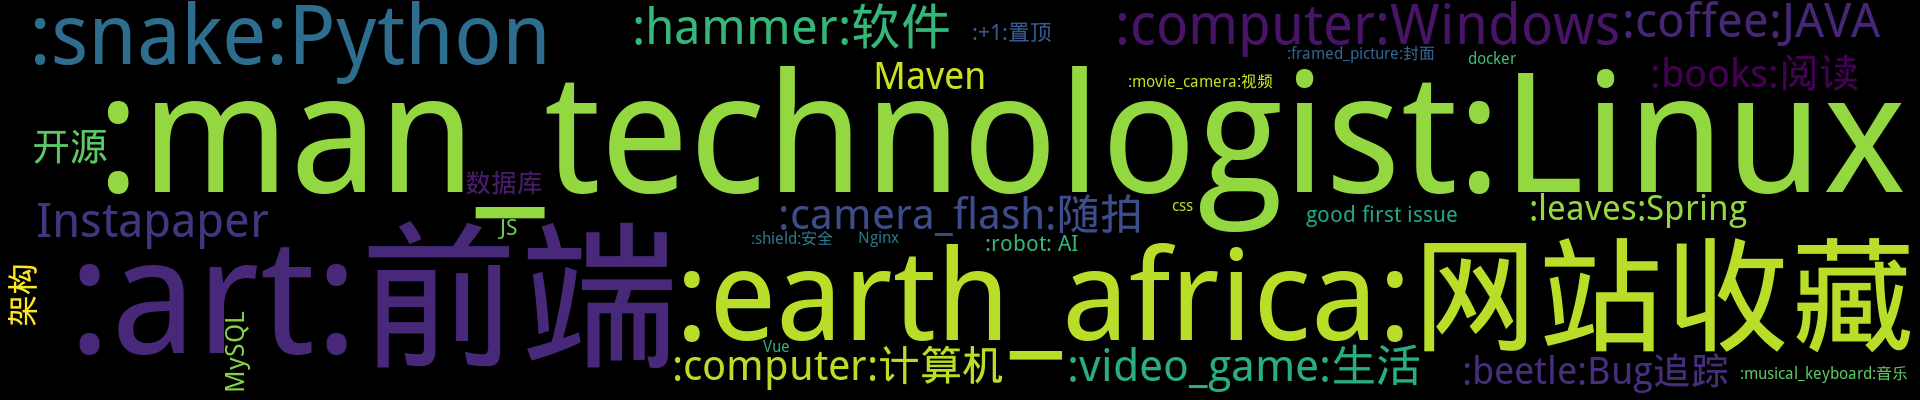 :snake:Python
:hammer:软件
:+1:置顶
:computer:Windows
:coffee:JAVA
:framed_picture:封面
docker
Maven
:movie_camera:视频
:books:阅读
:man_technologist:Linux
开源
数据库
Instapaper
JS
:camera_flash:随拍
css
good first issue
:leaves:Spring
:shield:安全
Nginx
:robot: AI
架构
:art:前端
:earth_africa:网站收藏
MySQL
Vue
:computer:计算机
:video_game:生活
:beetle:Bug追踪
:musical_keyboard:音乐